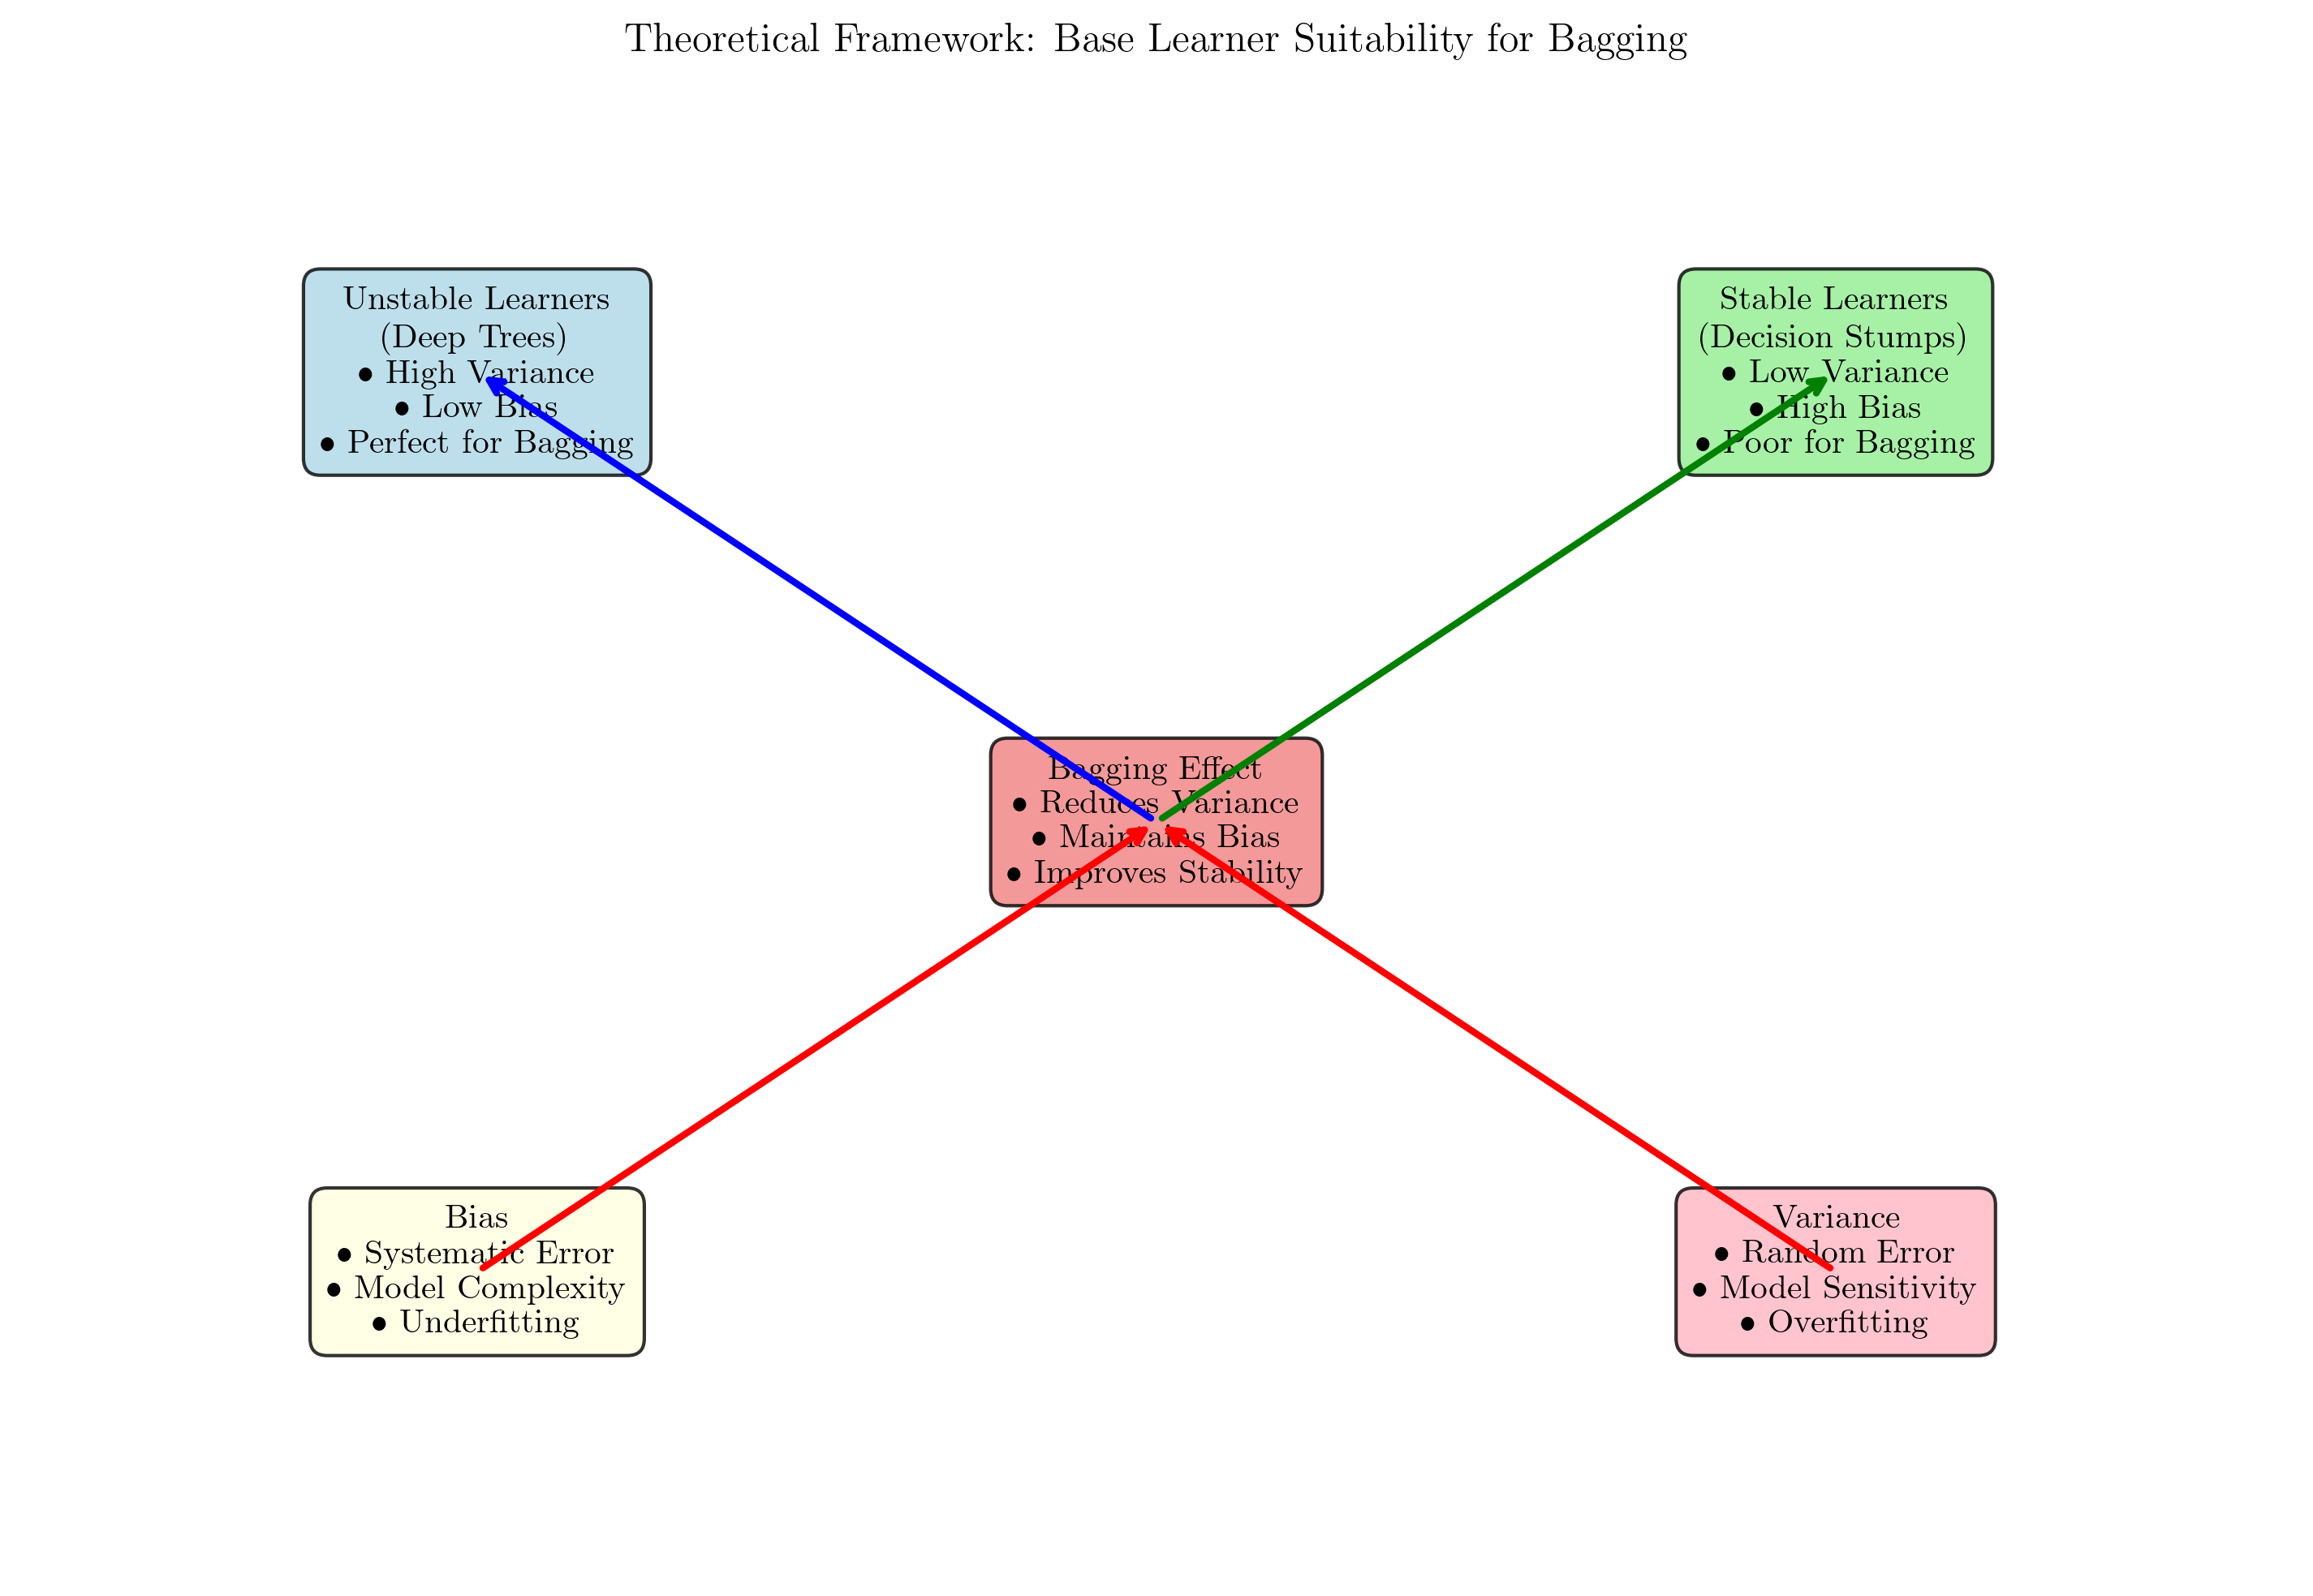 Theoretical Framework: Base Learner Suitability for Bagging
Unstable Learners
(Deep Trees)
• High Variance
• Low Bias
• Perfect for Bagging
Stable Learners
(Decision Stumps)
• Low Variance
• High Bias
• Poor for Bagging
Bagging Effect
• Reduces Variance
• Maintains Bias
• Improves Stability
Bias
• Systematic Error
• Model Complexity
• Underfitting
Variance
• Random Error
• Model Sensitivity
• Overfitting